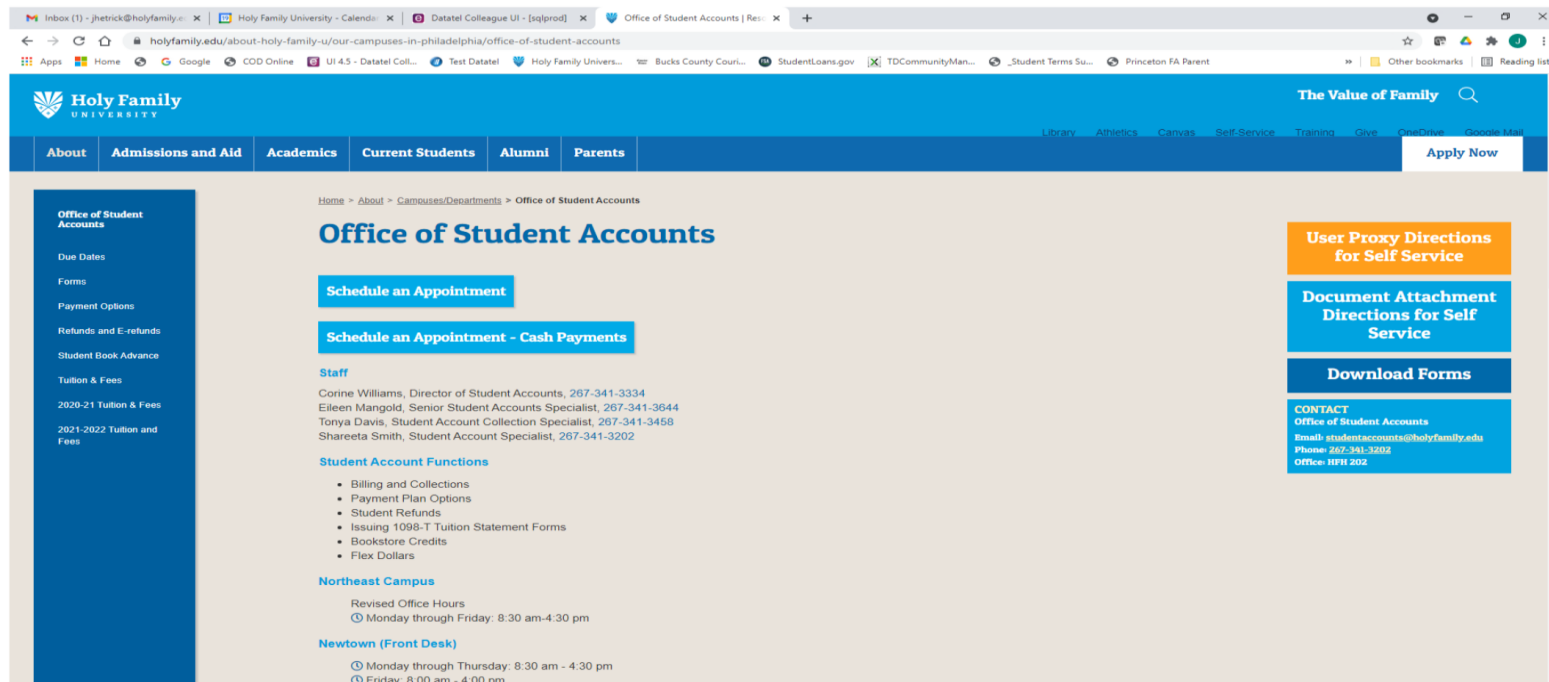 Inbox (1) - jhetrick@holyfamily.e
Holy Family University - Calenda
Datatel Colleague UI - [sqlprod]
Office of Student Accounts | Res
holyfamily.edu/about-holy-family-u/our-campuses-in-philadelphia/office-of-student-accounts
Apps Home Google COD Online UI 4.5 - Datatel Coll... Test Datatel Holy Family Univers... Bucks County Couri... StudentLoans.gov TDCommunityMan... _Student Terms Su... Princeton FA Parent » Other bookmarks Reading list
Holy Family
UNIVERSITY
The Value of Family
Library Athletics Canvas Self-Service Training Give OneDrive Google Mail
About Admissions and Aid Academics Current Students Alumni Parents Apply Now
Office of Student
Accounts
Due Dates
Forms
Payment Options
Refunds and E-refunds
Student Book Advance
Tuition & Fees
2020-21 Tuition & Fees
2021-2022 Tuition and
Fees
Home > About > Campuses/Departments > Office of Student Accounts
Office of Student Accounts
Schedule an Appointment
Schedule an Appointment - Cash Payments
Staff
Corine Williams, Director of Student Accounts, 267-341-3334
Eileen Mangold, Senior Student Accounts Specialist, 267-341-3644
Tonya Davis, Student Account Collection Specialist, 267-341-3458
Shareeta Smith, Student Account Specialist, 267-341-3202
Student Account Functions
• Billing and Collections
• Payment Plan Options
• Student Refunds
• Issuing 1098-T Tuition Statement Forms
• Bookstore Credits
• Flex Dollars
Northeast Campus
Revised Office Hours
Monday through Friday: 8:30 am-4:30 pm
Newtown (Front Desk)
Monday through Thursday: 8:30 am - 4:30 pm
Friday: 8:00 am - 4:00 pm
User Proxy Directions
for Self Service
Document Attachment
Directions for Self
Service
Download Forms
CONTACT
Office of Student Accounts
Email: studentaccounts@holyfamily.edu
Phone: 267-341-3202
Office: HFH 202